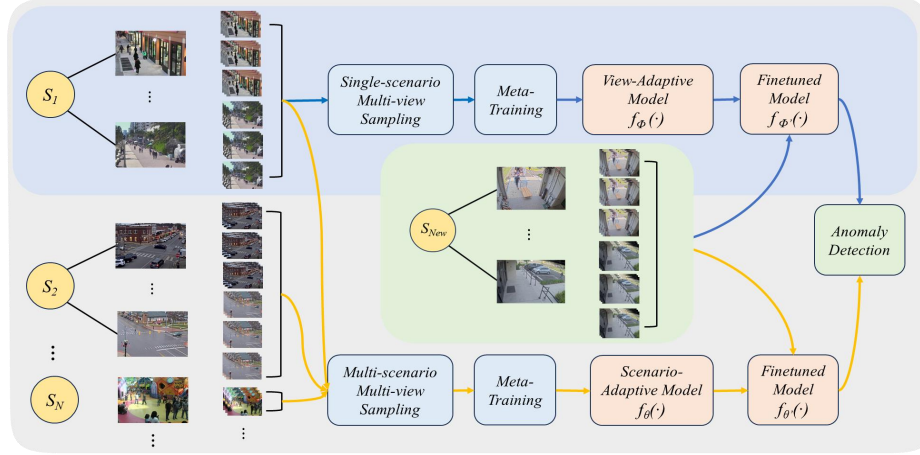 S1
Single-scenario
Multi-view
Sampling
Meta-
Training
View-Adaptive
Model
fΦ(·)
Finetuned
Model
fΦ'(·)
SNew
Anomaly
Detection
S2
SN
Multi-scenario
Multi-view
Sampling
Meta-
Training
Scenario-
Adaptive Model
fθ(·)
Finetuned
Model
fθ'(·)